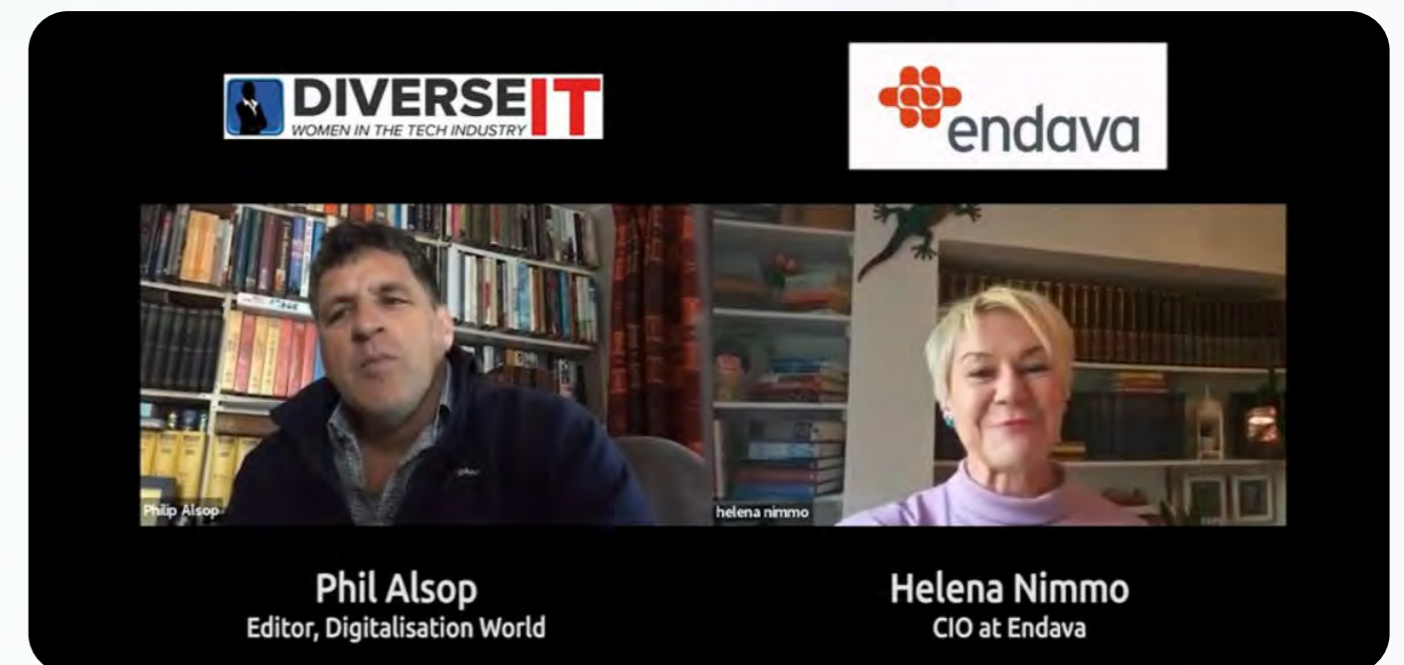 DIVERSEIT
WOMEN IN THE TECH INDUSTRY
endava
Philip Alsop
helena nimmo
Phil Alsop
Editor, Digitalisation World
Helena Nimmo
CIO at Endava